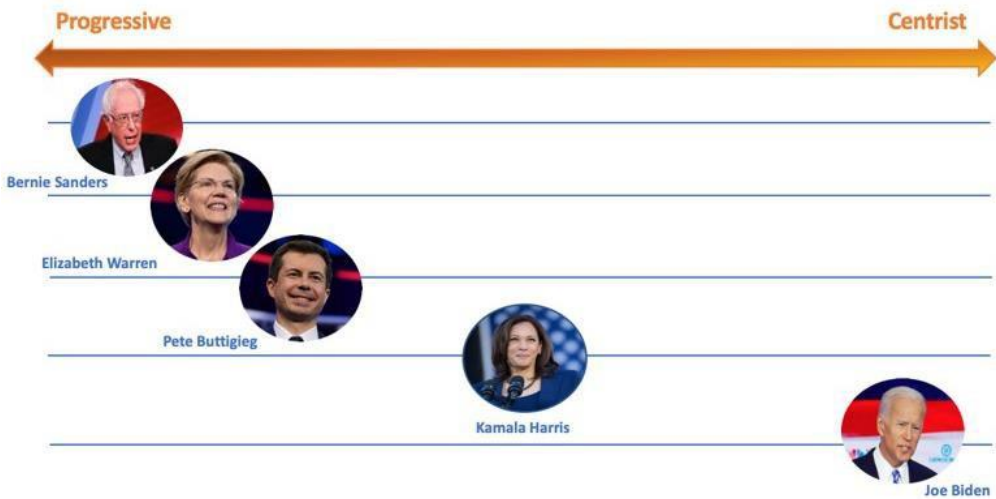 Progressive
Centrist
Bernie Sanders
Elizabeth Warren
Pete Buttigieg
Kamala Harris
Joe Biden